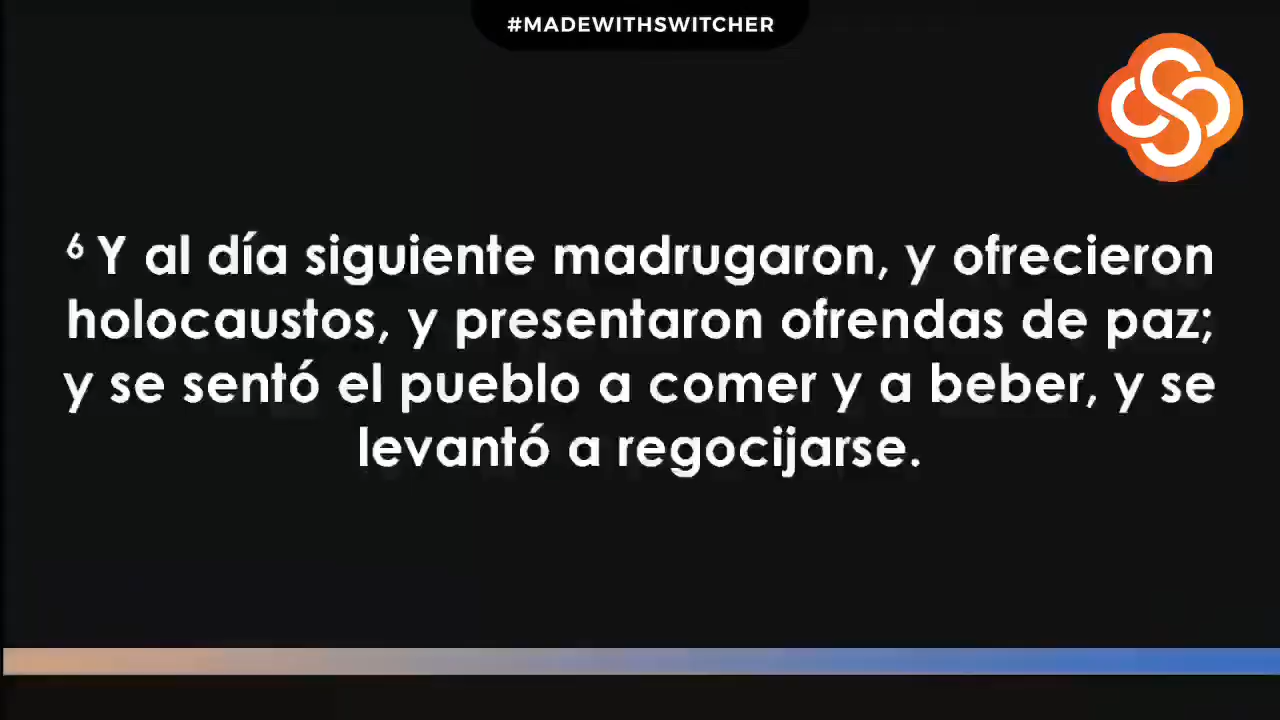 #MADEWITHSWITCHER
⁶ Y al día siguiente madrugaron, y ofrecieron
holocaustos, y presentaron ofrendas de paz;
y se sentó el pueblo a comer y a beber, y se
levantó a regocijarse.